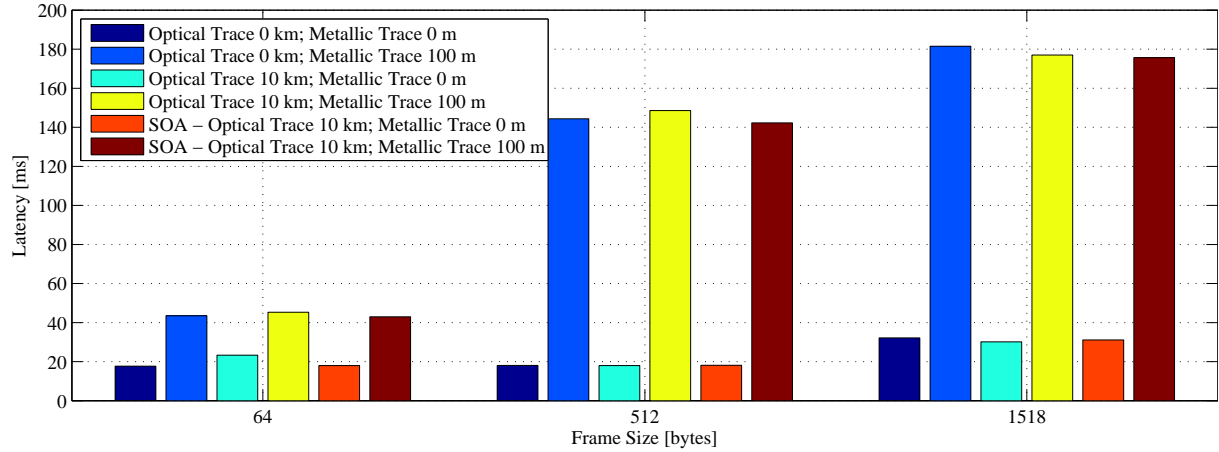 200
180
160
140
120
100
80
60
40
20
0
Latency [ms]
Optical Trace 0 km; Metallic Trace 0 m
Optical Trace 0 km; Metallic Trace 100 m
Optical Trace 10 km; Metallic Trace 0 m
Optical Trace 10 km; Metallic Trace 100 m
SOA − Optical Trace 10 km; Metallic Trace 0 m
SOA − Optical Trace 10 km; Metallic Trace 100 m
64 512 1518
Frame Size [bytes]